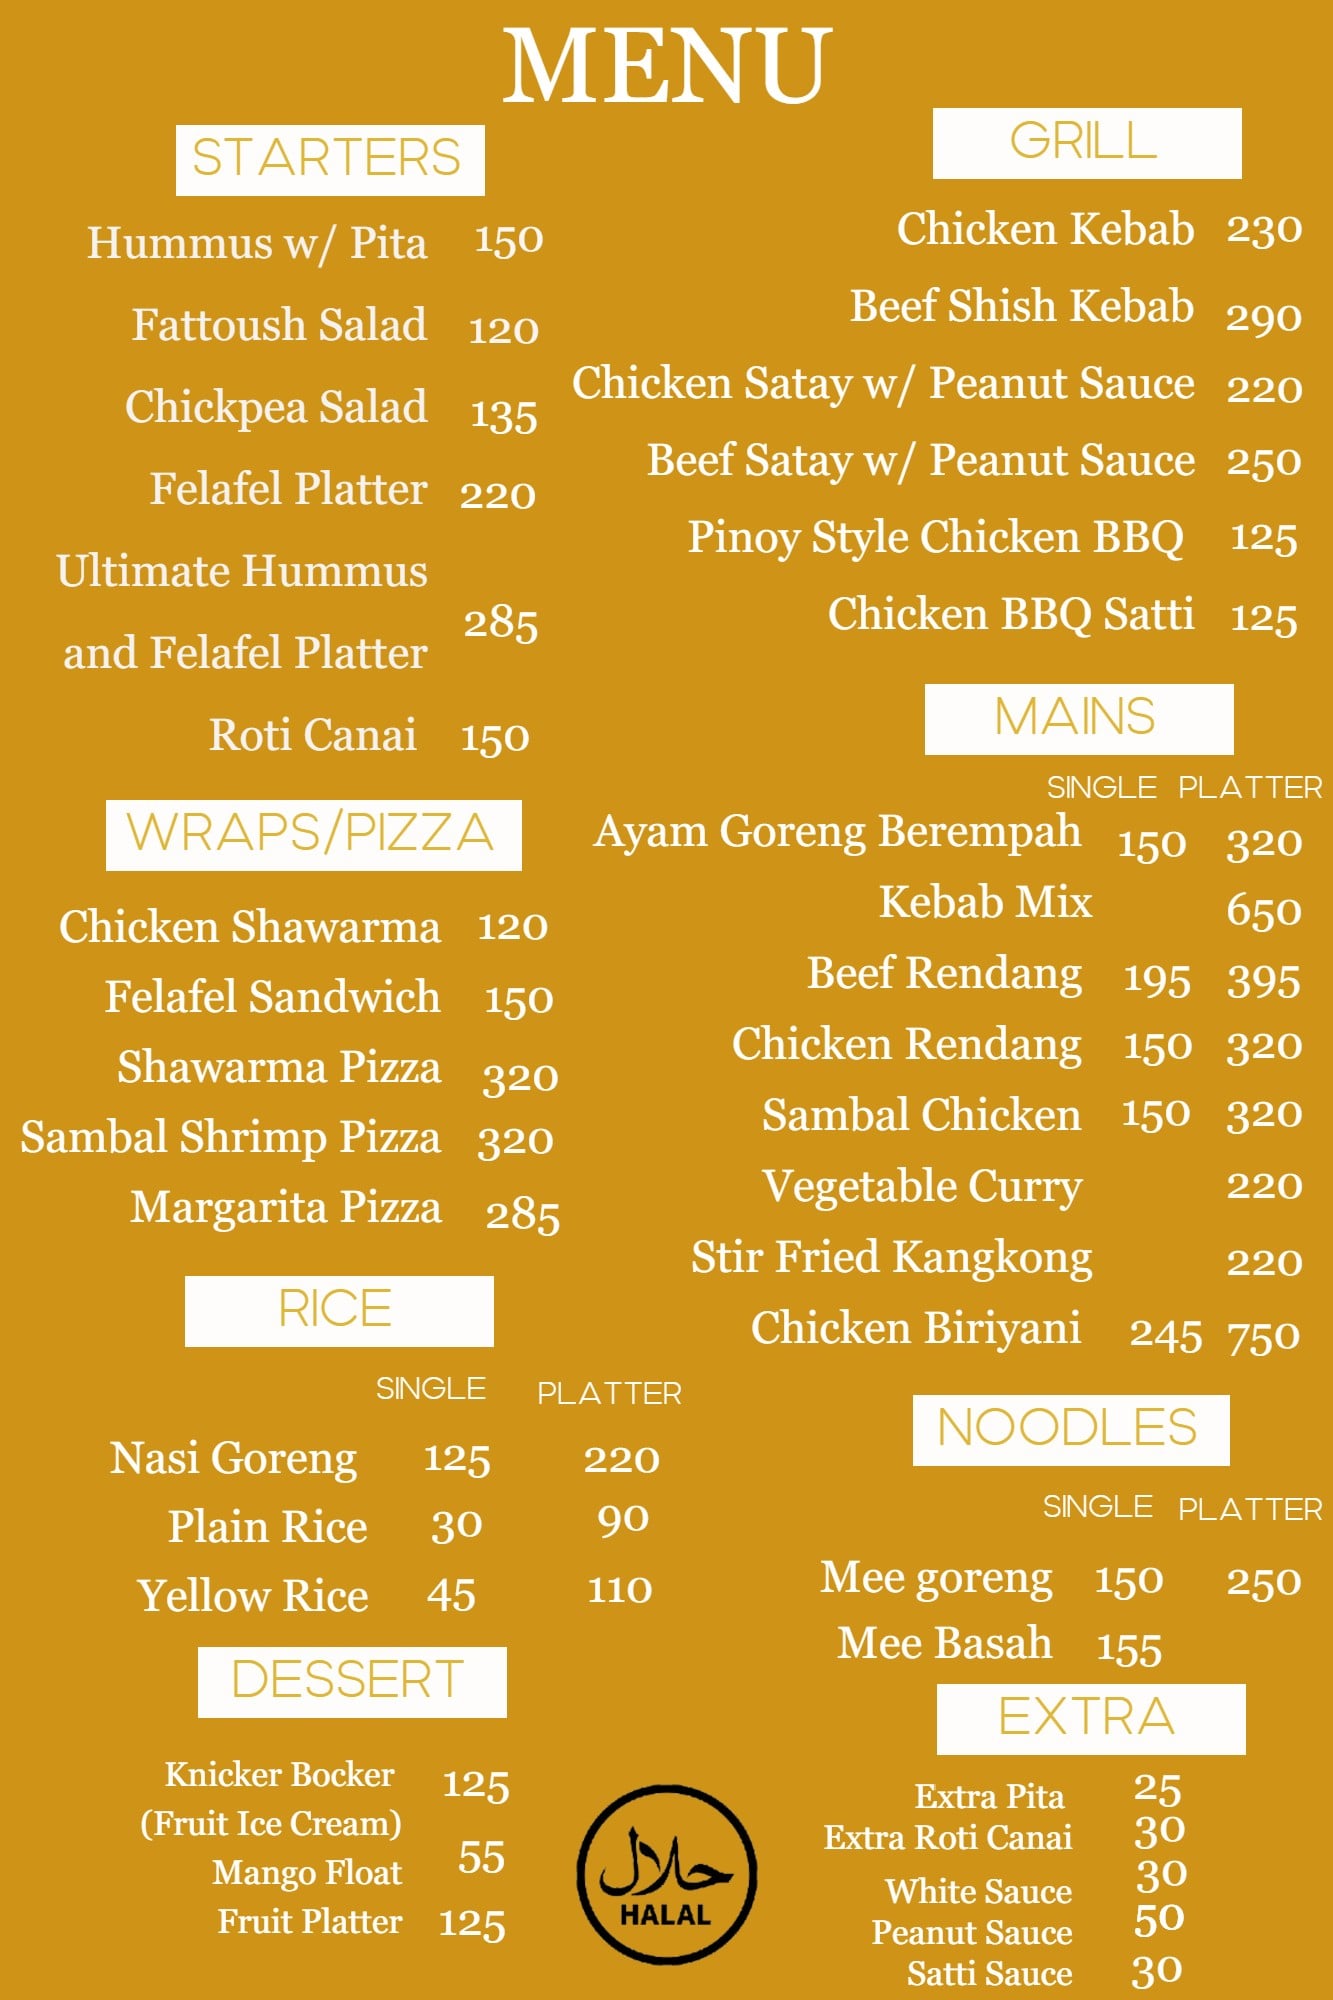 MENU
STARTERS
Hummus w/ Pita 150
Fattoush Salad 120
Chickpea Salad 135
Felafel Platter 220
Ultimate Hummus
and Felafel Platter 285
Roti Canai 150
WRAPS/PIZZA
Chicken Shawarma 120
Felafel Sandwich 150
Shawarma Pizza 320
Sambal Shrimp Pizza 320
Margarita Pizza 285
RICE
SINGLE PLATTER
Nasi Goreng 125 220
Plain Rice 30 90
Yellow Rice 45 110
DESSERT
Knicker Bocker 125
(Fruit Ice Cream)
Mango Float 55
Fruit Platter 125
GRILL
Chicken Kebab 230
Beef Shish Kebab 290
Chicken Satay w/ Peanut Sauce 220
Beef Satay w/ Peanut Sauce 250
Pinoy Style Chicken BBQ 125
Chicken BBQ Satti 125
MAINS
SINGLE PLATTER
Ayam Goreng Berempah 150 320
Kebab Mix 650
Beef Rendang 195 395
Chicken Rendang 150 320
Sambal Chicken 150 320
Vegetable Curry 220
Stir Fried Kangkong 220
Chicken Biriyani 245 750
NOODLES
SINGLE PLATTER
Mee goreng 150 250
Mee Basah 155
EXTRA
Extra Pita 25
Extra Roti Canai 30
White Sauce 30
Peanut Sauce 50
Satti Sauce 30
حلال
HALAL